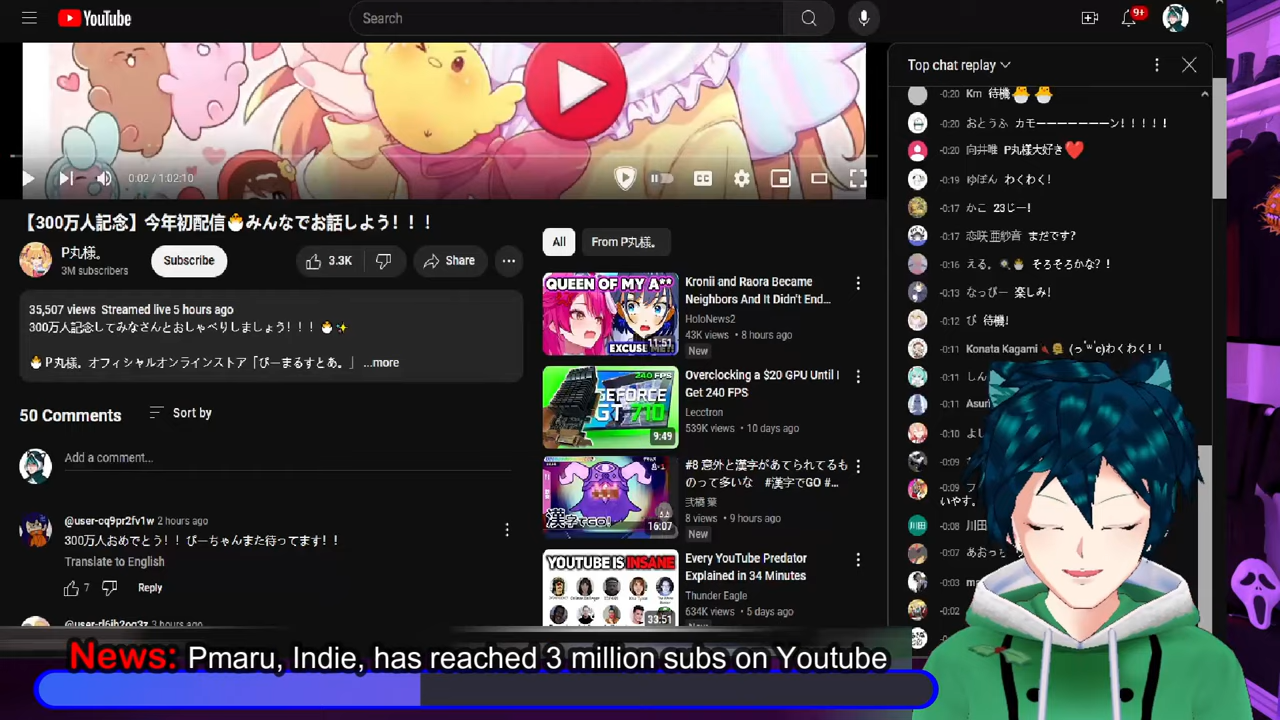 YouTube
Search
9+
0:02 / 1:02:10
CC
【300万人記念】今年初配信🐣みんなでお話しよう！！！
P丸様。
3M subscribers
Subscribe
3.3K
Share
35,507 views Streamed live 5 hours ago
300万人記念してみなさんとおしゃべりしましょう！！！🐣✨
🐣P丸様。オフィシャルオンラインストア「ぴーまるすとあ。」 ...more
50 Comments
Sort by
Add a comment...
@user-cq9pr2fv1w 2 hours ago
300万人おめでとう！！ぴーちゃんまた待ってます！！
Translate to English
7
Reply
All
From P丸様。
QUEEN OF MY A**
EXCUSE ME?!
11:51
Kronii and Raora Became
Neighbors And It Didn't End...
HoloNews2
43K views • 8 hours ago
New
240 FPS
GEFORCE
GT 710
9:49
Overclocking a $20 GPU Until I
Get 240 FPS
Lecctron
539K views • 10 days ago
漢字でGO!
16:07
#8 意外と漢字があてられてるも
のって多いな #漢字でGO #...
8 views • 9 hours ago
New
YOUTUBE IS INSANE
33:51
Every YouTube Predator
Explained in 34 Minutes
Thunder Eagle
634K views • 5 days ago
Top chat replay
-0:20 Km 待機🐣🐣
-0:20 おとうふ カモーーーーーーーン！！！！！
-0:20 向井唯 P丸様大好き❤️
-0:19 ゆぽん わくわく！
-0:17 かこ 23じー！
-0:17 恋咲 亜紗音 まだです？
-0:16 える。 そろそろかな？！
-0:13 なっぴー 楽しみ！
-0:12 び 待機！
-0:11 Konata Kagami わくわく！！
-0:11 しん
-0:11 Asuri
-0:10 よし
-0:09
-0:09 フ
いやす。
川田
-0:08 川田
-0:07 あおっち
-0:03 m
-0:02
News: Pmaru, Indie, has reached 3 million subs on Youtube